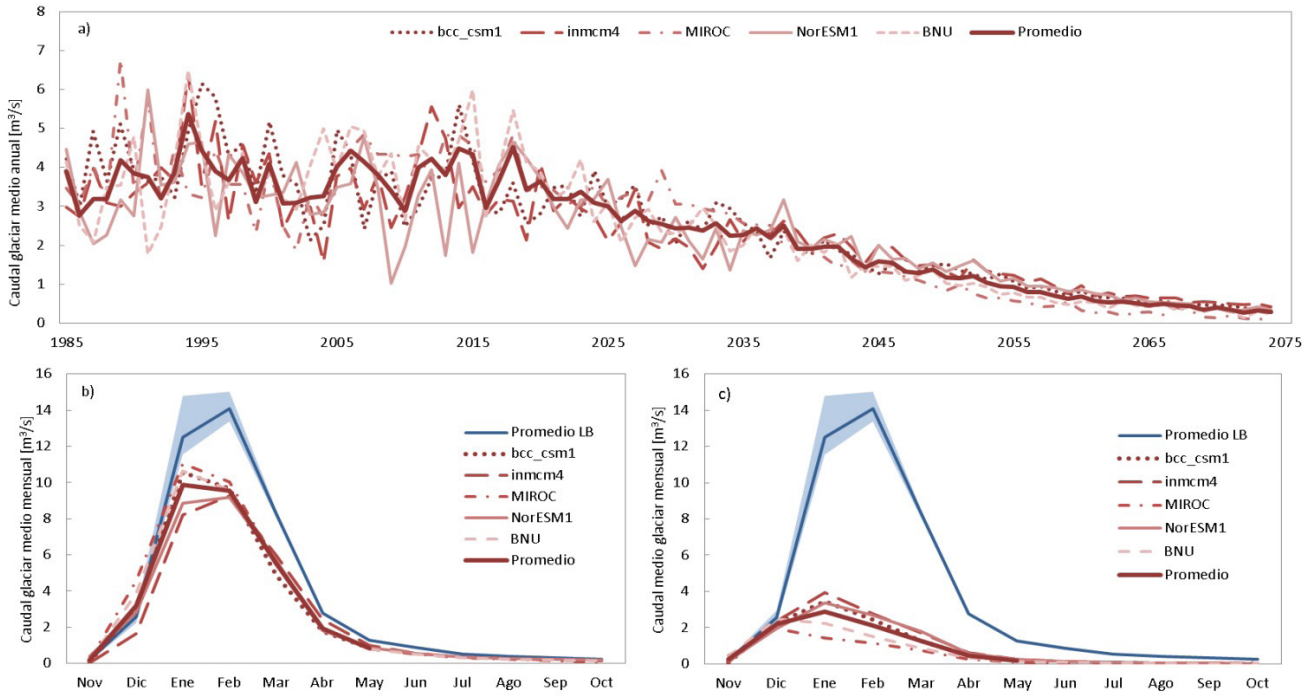 a)
bcc_csm1 inmcm4 MIROC NorESM1 BNU Promedio
Caudal glaciar medio anual [m³/s]
8
7
6
5
4
3
2
1
0
1985 1995 2005 2015 2025 2035 2045 2055 2065 2075
b)
Caudal glaciar medio mensual [m³/s]
16
14
12
10
8
6
4
2
0
Promedio LB
bcc_csm1
inmcm4
MIROC
NorESM1
BNU
Promedio
Nov Dic Ene Feb Mar Abr May Jun Jul Ago Sep Oct
c)
Caudal medio glaciar mensual [m³/s]
16
14
12
10
8
6
4
2
0
Promedio LB
bcc_csm1
inmcm4
MIROC
NorESM1
BNU
Promedio
Nov Dic Ene Feb Mar Abr May Jun Jul Ago Sep Oct